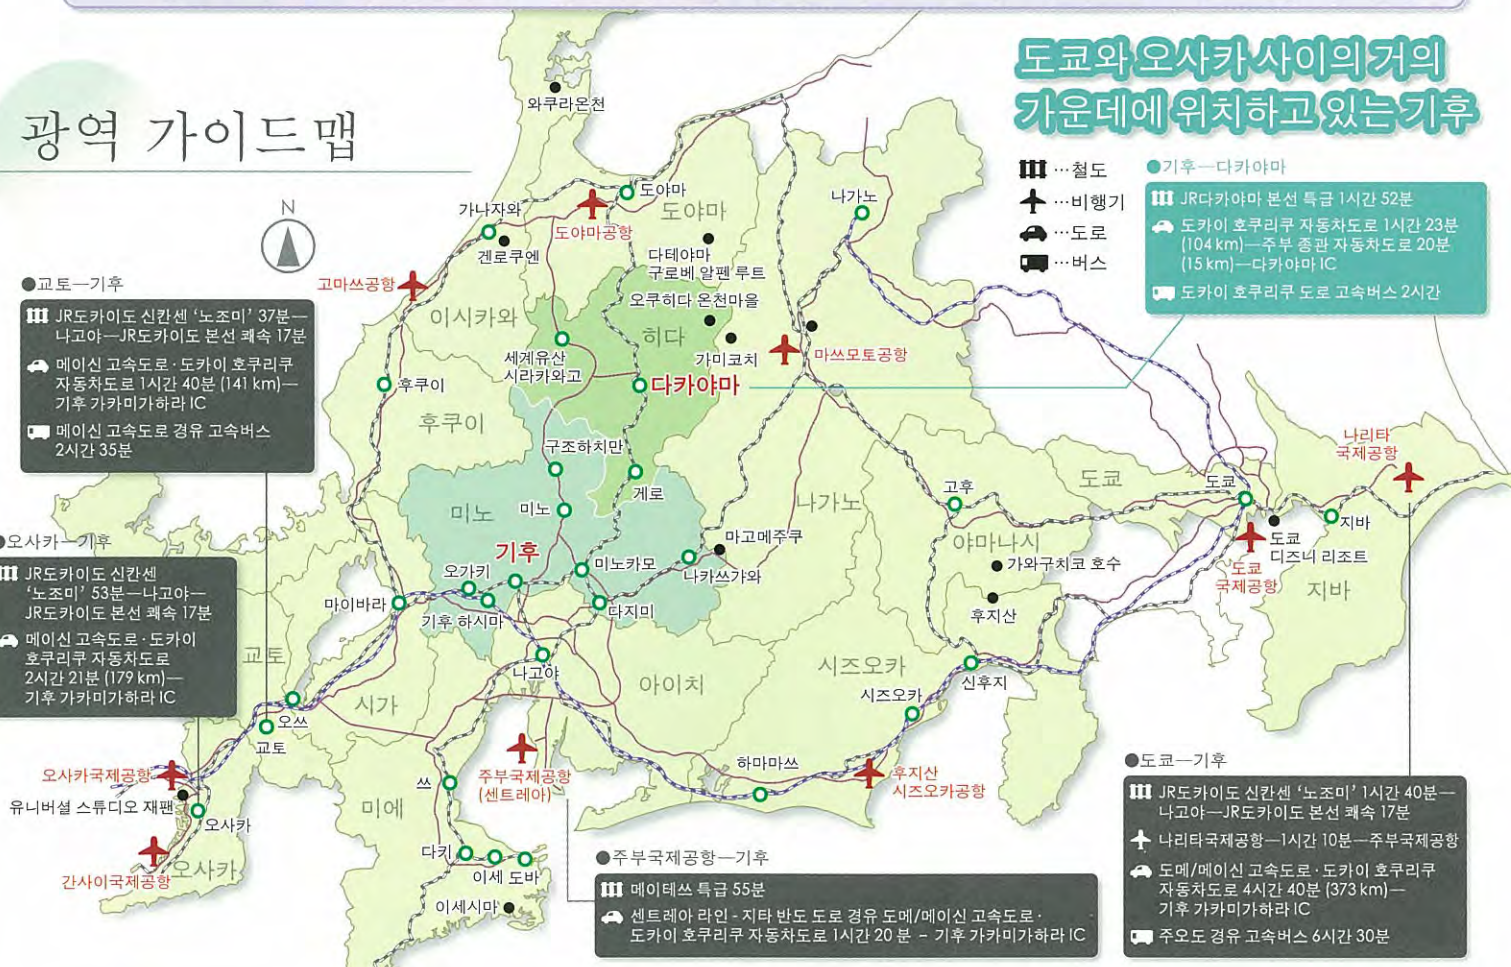 광역 가이드맵
도쿄와 오사카 사이의 거의
가운데에 위치하고 있는 기후
…철도
…비행기
…도로
…버스
●기후—다카야마
JR다카야마 본선 특급 1시간 52분
도카이 호쿠리쿠 자동차도로 1시간 23분
(104 km)—주부 종관 자동차도로 20분
(15 km)—다카야마 IC
도카이 호쿠리쿠 도로 고속버스 2시간
N
●교토—기후
JR도카이도 신칸센 ‘노조미’ 37분—
나고야—JR도카이도 본선 쾌속 17분
메이신 고속도로·도카이 호쿠리쿠
자동차도로 1시간 40분 (141 km)—
기후 가카미가하라 IC
메이신 고속도로 경유 고속버스
2시간 35분
●오사카—기후
JR도카이도 신칸센
‘노조미’ 53분—나고야—
JR도카이도 본선 쾌속 17분
메이신 고속도로·도카이
호쿠리쿠 자동차도로
2시간 21분 (179 km)—
기후 가카미가하라 IC
와쿠라온천
도야마
가나자와
도야마
도야마공항
겐로쿠엔
나가노
다테야마
구로베 알펜 루트
고마쓰공항
오쿠히다 온천마을
이시카와
히다
가미코치
마쓰모토공항
세계유산
시라카와고
다카야마
후쿠이
후쿠이
구조하치만
게로
미노
미노
나가노
고후
도쿄
도쿄
나리타
국제공항
지바
도쿄
디즈니 리조트
도쿄
국제공항
지바
야마나시
가와구치코 호수
후지산
마고메주쿠
나카쓰가와
기후
미노카모
오가키
마이바라
기후 하시마
다지미
나고야
교토
시가
아이치
시즈오카
시즈오카
신후지
오쓰
교토
오사카국제공항
유니버설 스튜디오 재팬
오사카
간사이국제공항
오사카
쓰
미에
주부국제공항
(센트레아)
하마마쓰
후지산
시즈오카공항
다키
이세 도바
이세시마
●주부국제공항—기후
메이테쓰 특급 55분
센트레아 라인 - 지타 반도 도로 경유 도메/메이신 고속도로·
도카이 호쿠리쿠 자동차도로 1시간 20 분 – 기후 가카미가하라 IC
●도쿄—기후
JR도카이도 신칸센 ‘노조미’ 1시간 40분—
나고야—JR도카이도 본선 쾌속 17분
나리타국제공항—1시간 10분—주부국제공항
도메/메이신 고속도로·도카이 호쿠리쿠
자동차도로 4시간 40분 (373 km)—
기후 가카미가하라 IC
주오도 경유 고속버스 6시간 30분